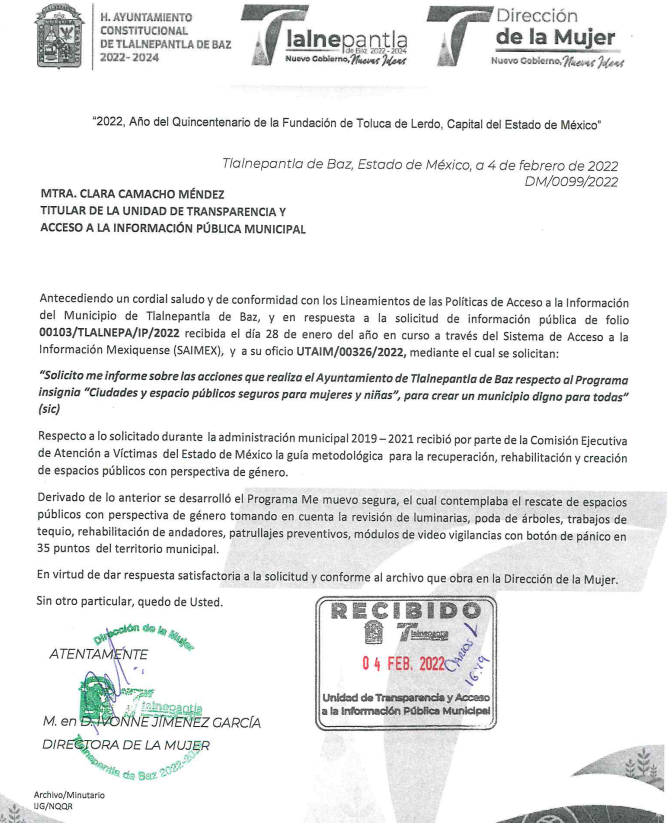 H. AYUNTAMIENTO
CONSTITUCIONAL
DE TLALNEPANTLA DE BAZ
2022-2024
Tlalnepantla
de Baz 2022-2024
Nuevo Gobierno, Nuevas Ideas
Dirección
de la Mujer
Nuevo Gobierno, Nuevas Ideas
"2022, Año del Quincentenario de la Fundación de Toluca de Lerdo, Capital del Estado de México"
Tlalnepantla de Baz, Estado de México, a 4 de febrero de 2022
DM/0099/2022
MTRA. CLARA CAMACHO MÉNDEZ
TITULAR DE LA UNIDAD DE TRANSPARENCIA Y
ACCESO A LA INFORMACIÓN PÚBLICA MUNICIPAL
Antecediendo un cordial saludo y de conformidad con los Lineamientos de las Políticas de Acceso a la Información
del Municipio de Tlalnepantla de Baz, y en respuesta a la solicitud de información pública de folio
00103/TLALNEPA/IP/2022 recibida el día 28 de enero del año en curso a través del Sistema de Acceso a la
Información Mexiquense (SAIMEX), y a su oficio UTAIM/00326/2022, mediante el cual se solicitan:
"Solicito me informe sobre las acciones que realiza el Ayuntamiento de Tlalnepantla de Baz respecto al Programa
insignia "Ciudades y espacio públicos seguros para mujeres y niñas", para crear un municipio digno para todas"
(sic)
Respecto a lo solicitado durante la administración municipal 2019 – 2021 recibió por parte de la Comisión Ejecutiva
de Atención a Víctimas del Estado de México la guía metodológica para la recuperación, rehabilitación y creación
de espacios públicos con perspectiva de género.
Derivado de lo anterior se desarrolló el Programa Me muevo segura, el cual contemplaba el rescate de espacios
públicos con perspectiva de género tomando en cuenta la revisión de luminarias, poda de árboles, trabajos de
tequio, rehabilitación de andadores, patrullajes preventivos, módulos de video vigilancias con botón de pánico en
35 puntos del territorio municipal.
En virtud de dar respuesta satisfactoria a la solicitud y conforme al archivo que obra en la Dirección de la Mujer.
Sin otro particular, quedo de Usted.
Dirección de la Mujer
ATENTAMENTE
Tlalnepantla
M. en D. IVONNE JIMÉNEZ GARCÍA
DIRECTORA DE LA MUJER
Tlalnepantla de Baz 2022-2024
RECIBIDO
Tlalnepantla
04 FEB. 2022
Carlos L
16:19
Unidad de Transparencia y Acceso
a la Información Pública Municipal
Archivo/Minutario
IJG/NQQR